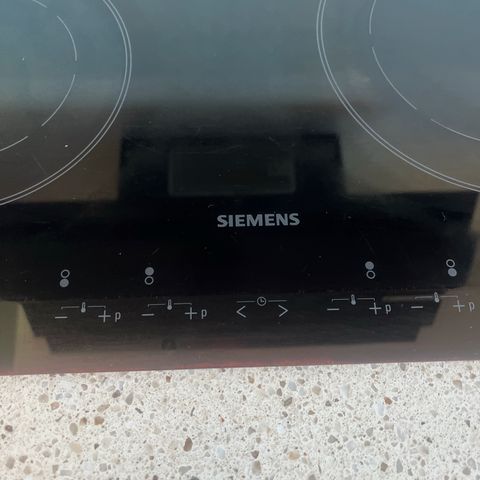 SIEMENS
− +p − +p < > − +p − +p